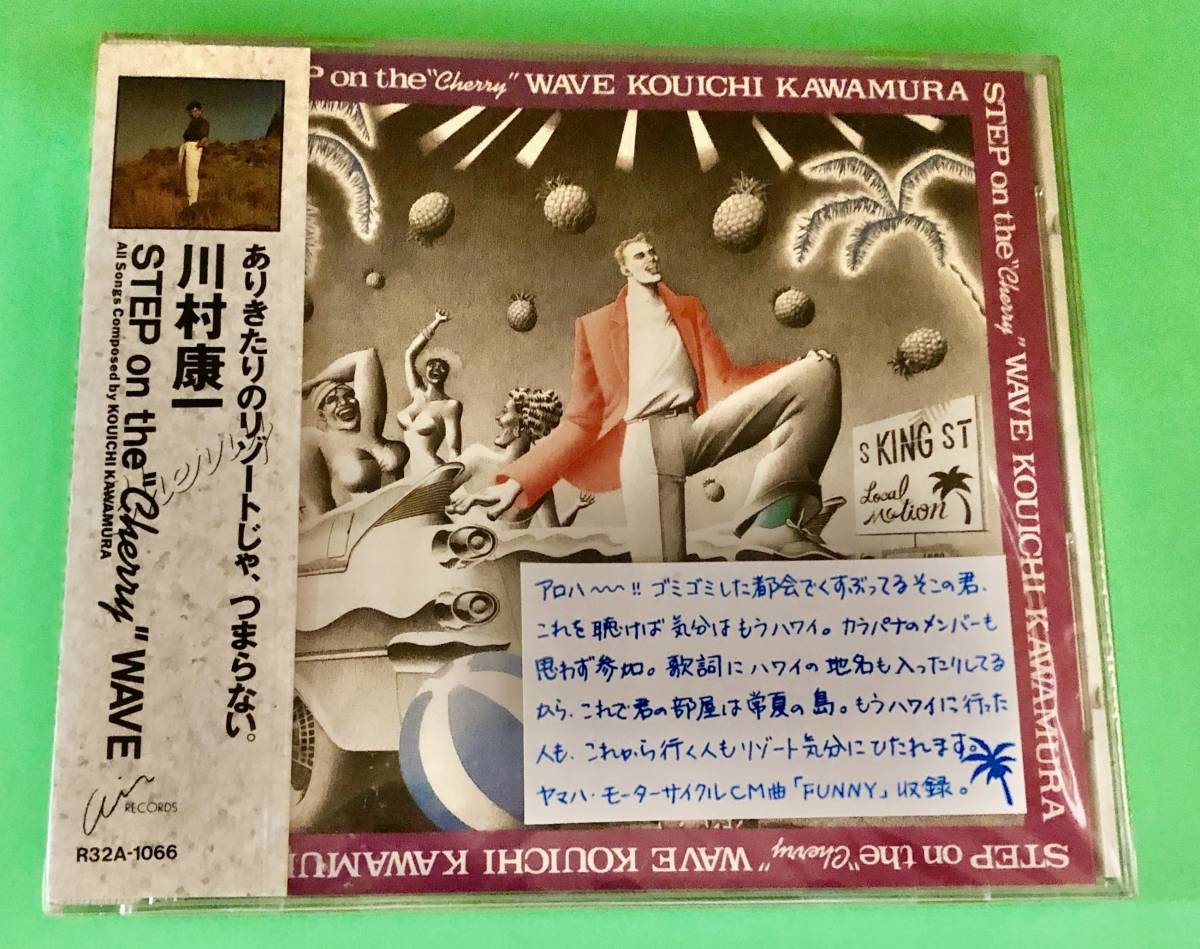 ありきたりのリゾートじゃ、つまらない。
川村康一
STEP on the "Cherry" WAVE
All Songs Composed by KOUICHI KAWAMURA
Air RECORDS
R32A-1066
P on the "Cherry" WAVE KOUICHI KAWAMURA
STEP on the "Cherry" WAVE KOUICHI KAWAMURA
STEP on the "Cherry" WAVE KOUICHI KAWAMU
S KING ST
Local
Motion
アロハ〜〜!! ゴミゴミした都会でくすぶってるそこの君、
これを聴けば気分はもうハワイ。カラパナのメンバーも
思わず参加。歌詞にハワイの地名も入ったりしてる
から、これで君の部屋は常夏の島。もうハワイに行った
人も、これから行く人もリゾート気分にひたれます。
ヤマハ・モーターサイクルCM曲「FUNNY」収録。